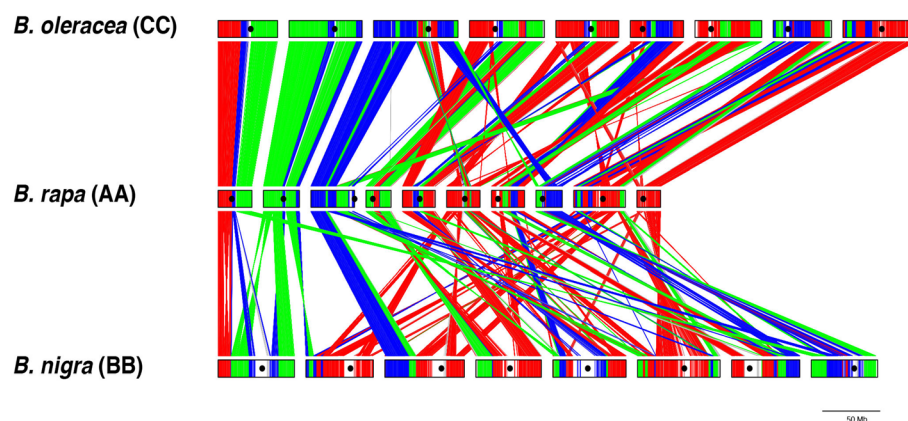 B. oleracea (CC)
B. rapa (AA)
B. nigra (BB)
50 Mb